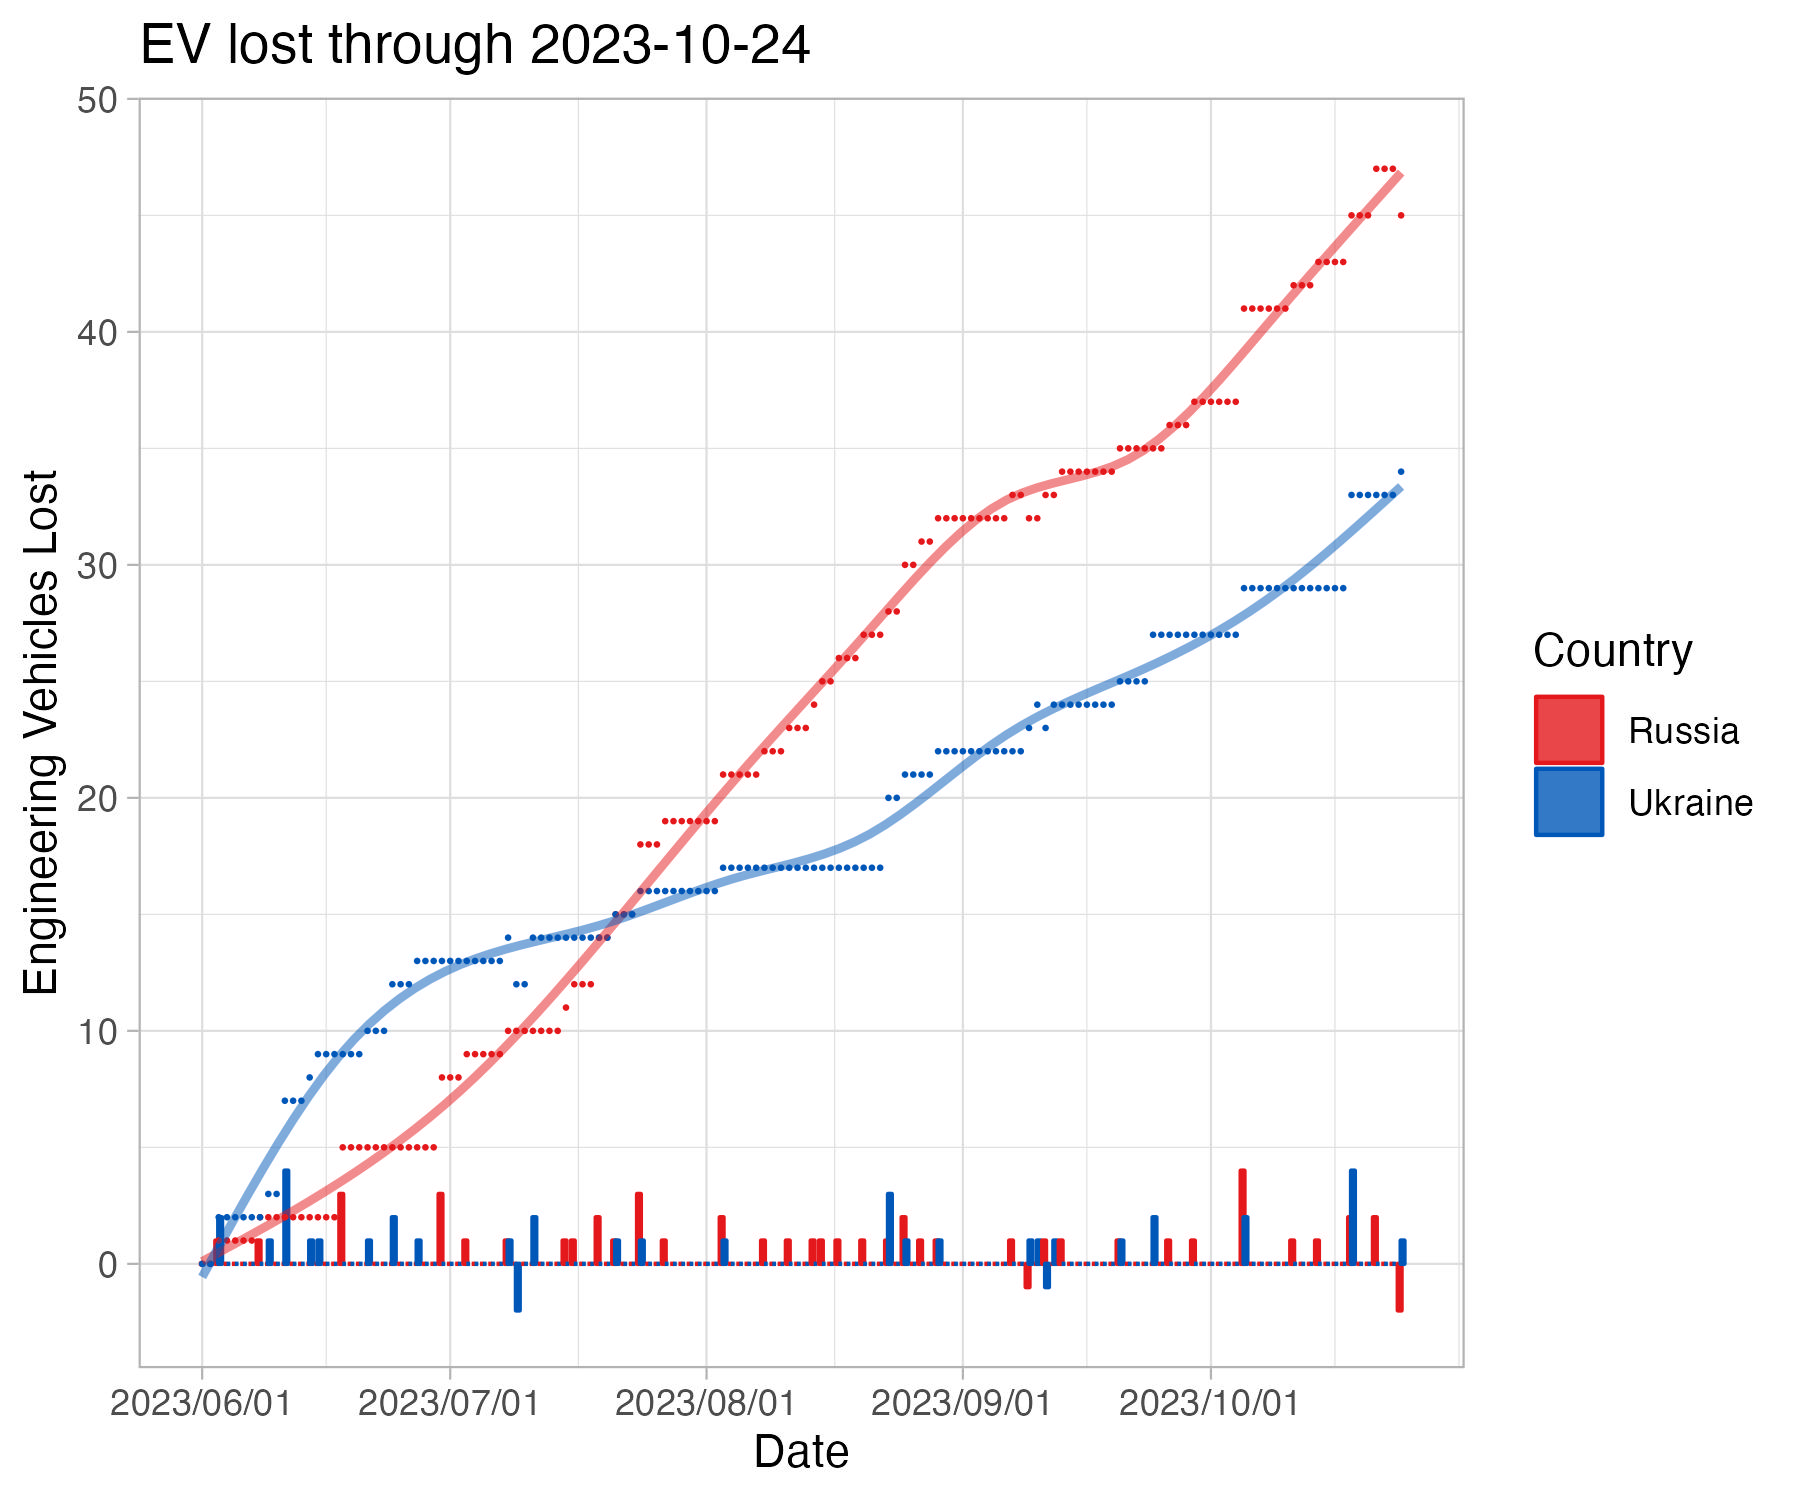 EV lost through 2023-10-24
Engineering Vehicles Lost
50
40
30
20
10
0
2023/06/01 2023/07/01 2023/08/01 2023/09/01 2023/10/01
Date
Country
Russia
Ukraine